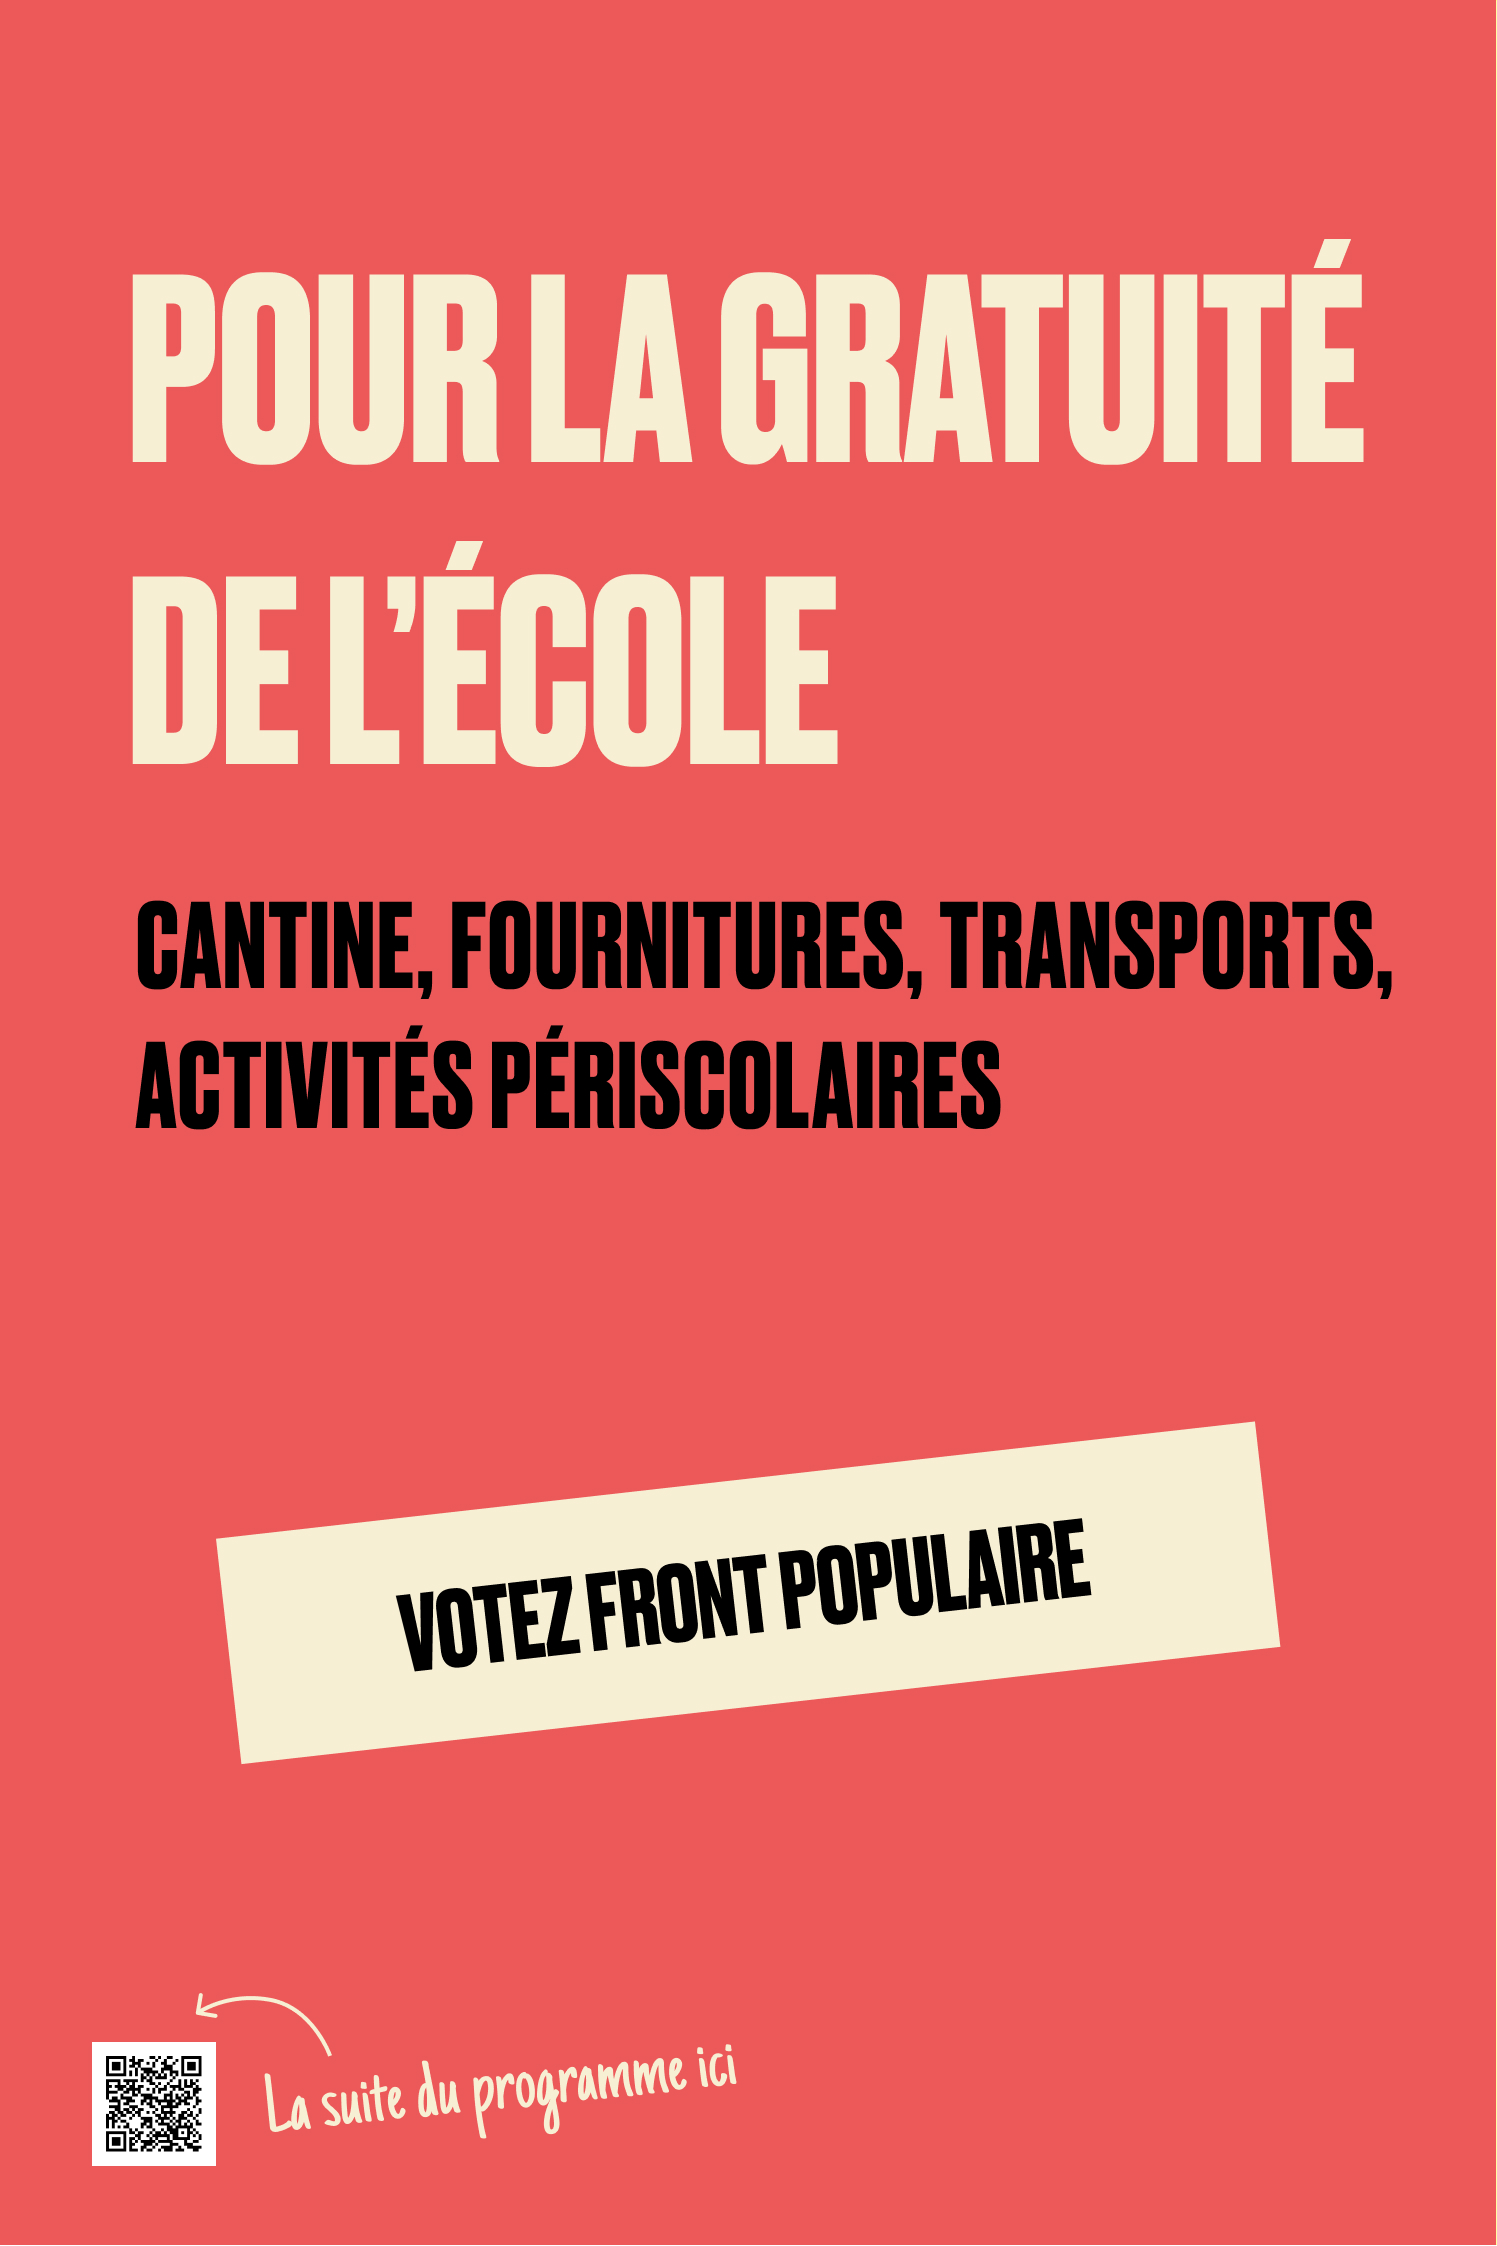 POUR LA GRATUITÉ
DE L’ÉCOLE
CANTINE, FOURNITURES, TRANSPORTS,
ACTIVITÉS PÉRISCOLAIRES
VOTEZ FRONT POPULAIRE
La suite du programme ici